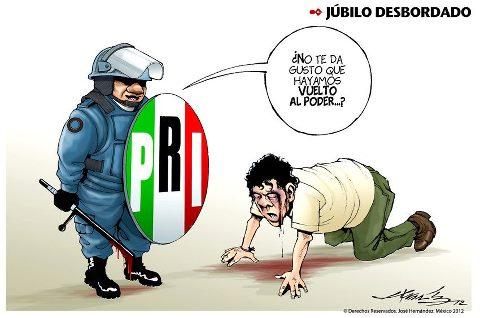 JÚBILO DESBORDADO
¿NO TE DA
GUSTO QUE
HAYAMOS
VUELTO
AL PODER...?
PRI
© Derechos Reservados. José Hernández. México 2012